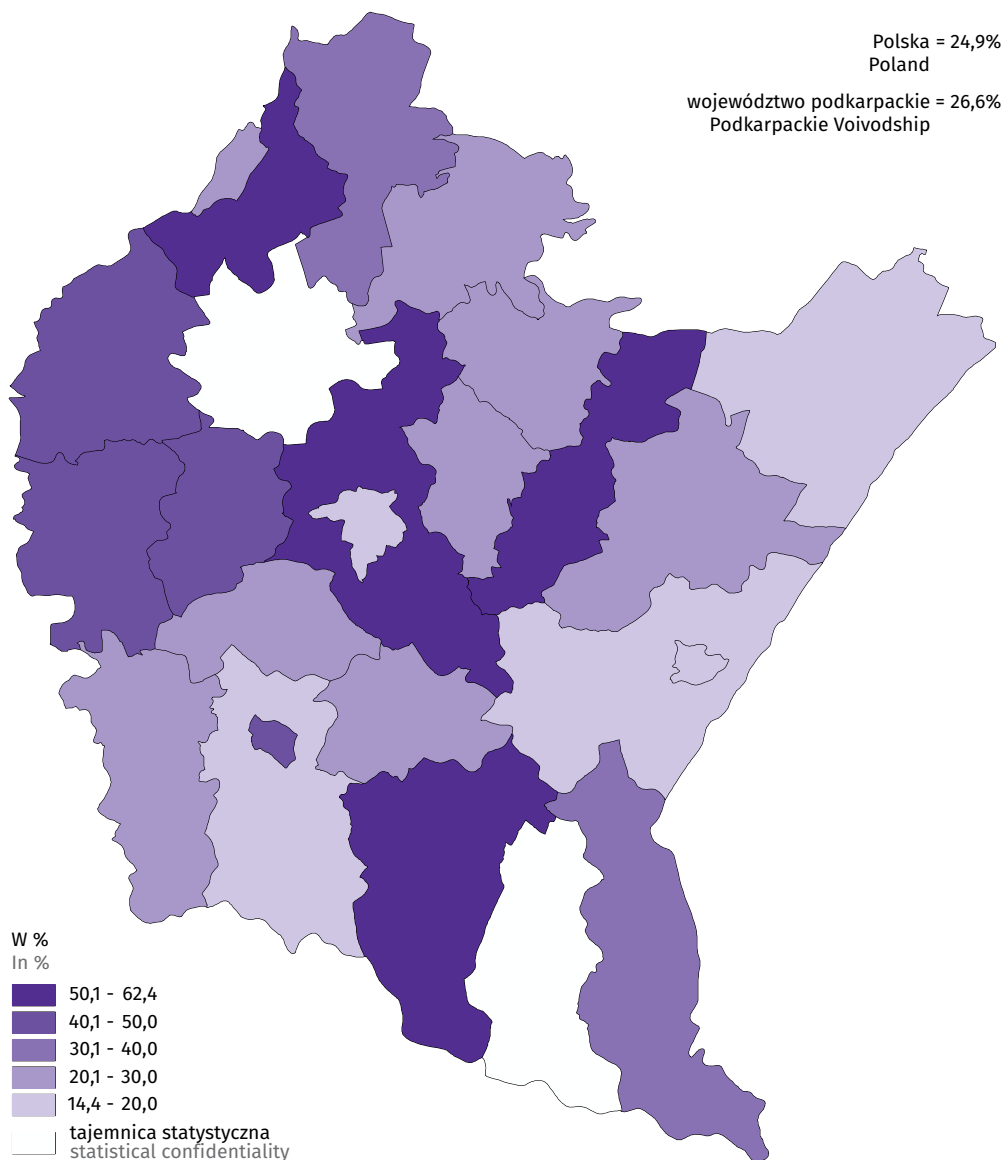 Polska = 24,9%
Poland
województwo podkarpackie = 26,6%
Podkarpackie Voivodship
W %
In %
50,1 - 62,4
40,1 - 50,0
30,1 - 40,0
20,1 - 30,0
14,4 - 20,0
tajemnica statystyczna
statistical confidentiality